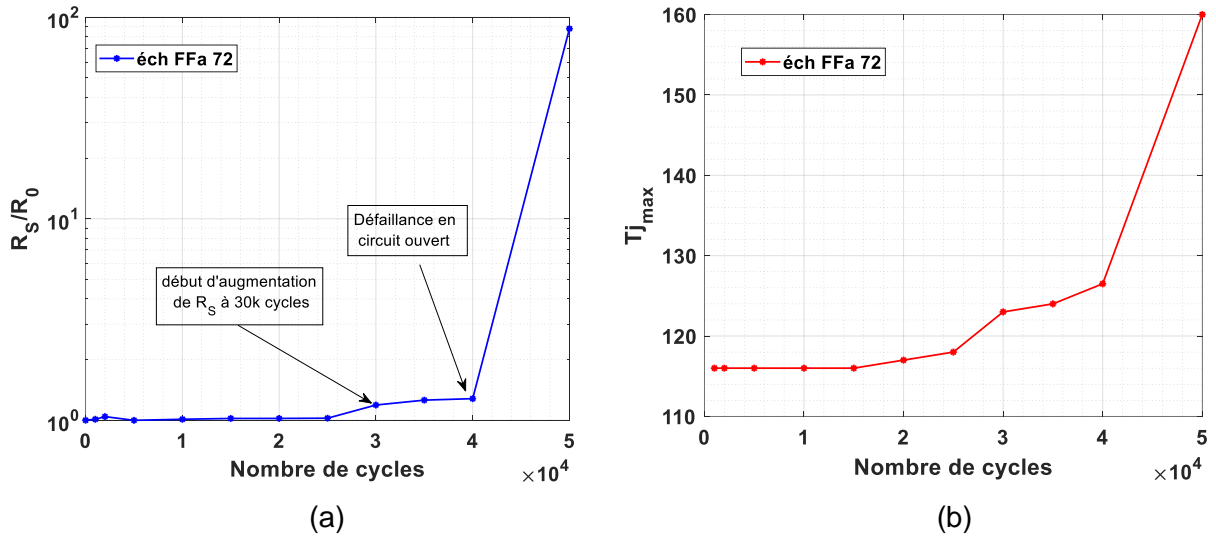 10^2
éch FFa 72
10^1
R_S/R_0
Défaillance en
circuit ouvert
début d'augmentation
de R_S à 30k cycles
10^0
0 1 2 3 4 5
Nombre de cycles
×10^4
(a)
160
éch FFa 72
150
140
Tj_max
130
120
110
0 1 2 3 4 5
Nombre de cycles
×10^4
(b)